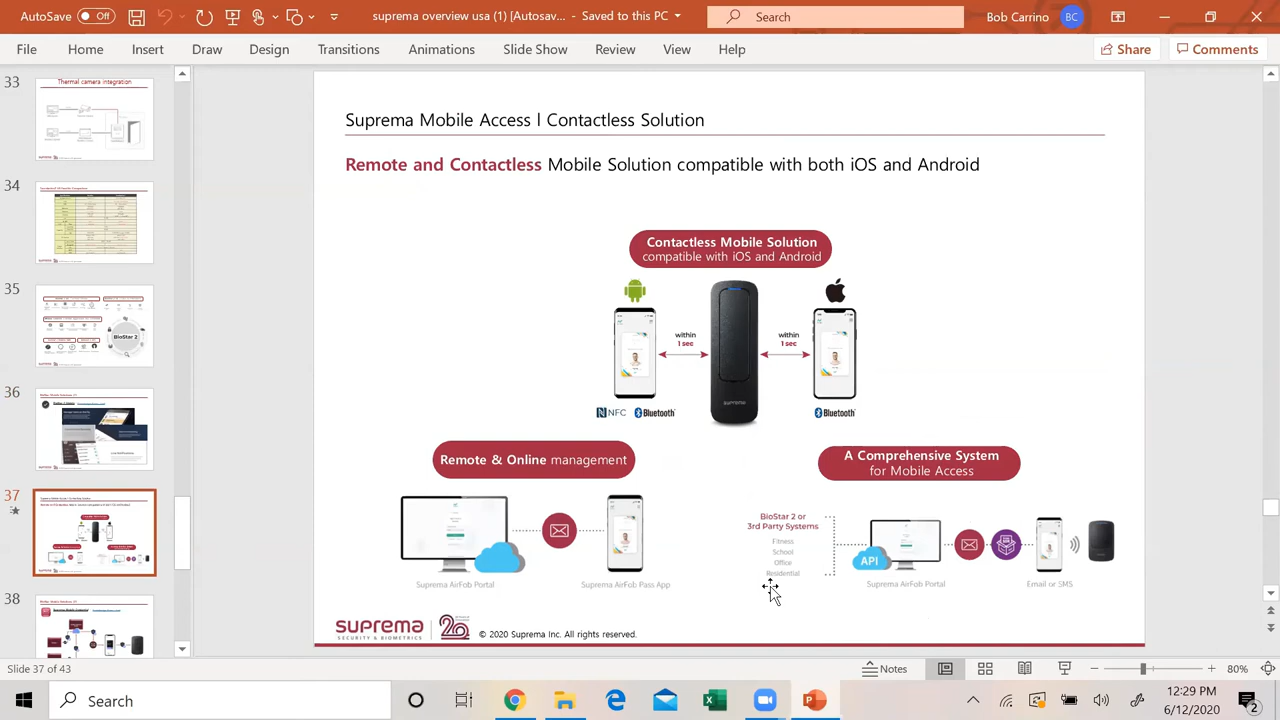 AutoSave Off
suprema overview usa (1) [Autosav... - Saved to this PC
Search
Bob Carrino BC
File Home Insert Draw Design Transitions Animations Slide Show Review View Help
Share Comments
33
Thermal camera integration
34
35
BioStar 2
36
37
38
Suprema Mobile Access l Contactless Solution
Remote and Contactless Mobile Solution compatible with both iOS and Android
Contactless Mobile Solution
compatible with iOS and Android
within
1 sec
within
1 sec
suprema
NFC Bluetooth
Bluetooth
Remote & Online management
Suprema AirFob Portal
Suprema AirFob Pass App
A Comprehensive System
for Mobile Access
BioStar 2 or
3rd Party Systems
Fitness
School
Office
Residential
API
Suprema AirFob Portal
Email or SMS
suprema
SECURITY & BIOMETRICS
20
© 2020 Suprema Inc. All rights reserved.
Slide 37 of 43
Notes
80%
Search
12:29 PM
6/12/2020
2